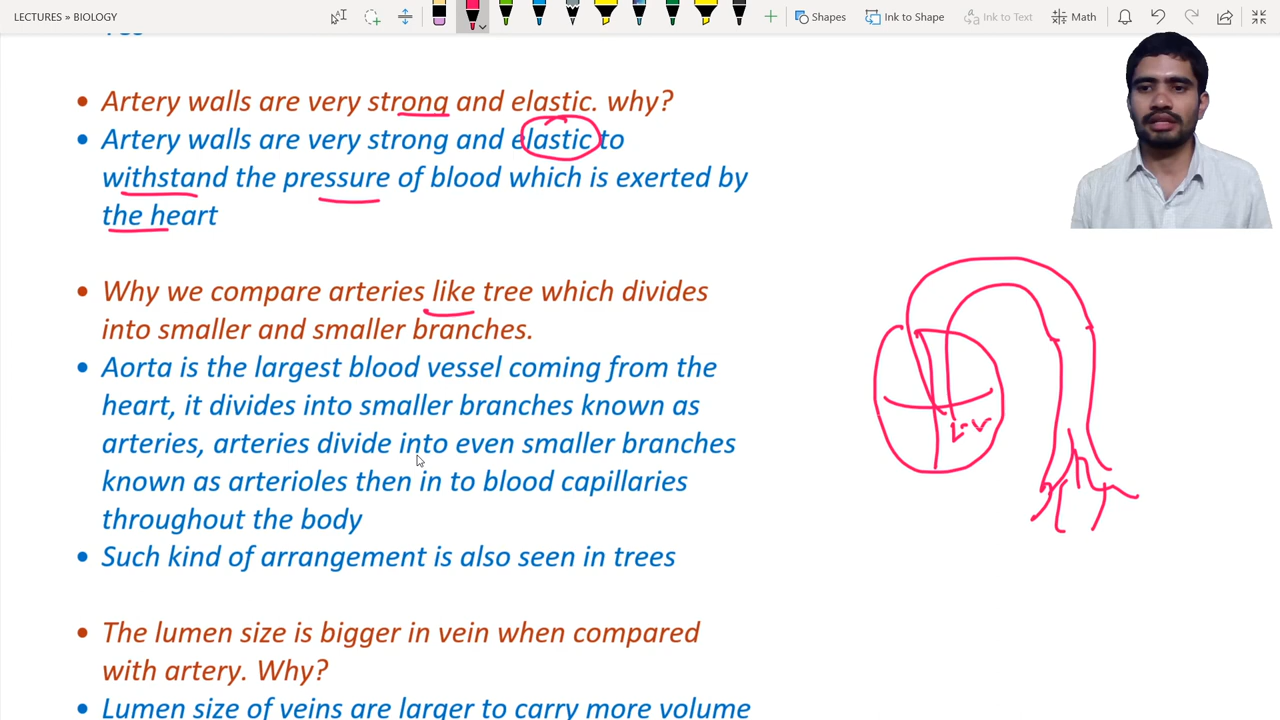 LECTURES » BIOLOGY
Shapes
Ink to Shape
Ink to Text
Math
• Artery walls are very strong and elastic. why?
• Artery walls are very strong and elastic to
withstand the pressure of blood which is exerted by
the heart
• Why we compare arteries like tree which divides
into smaller and smaller branches.
• Aorta is the largest blood vessel coming from the
heart, it divides into smaller branches known as
arteries, arteries divide into even smaller branches
known as arterioles then in to blood capillaries
throughout the body
• Such kind of arrangement is also seen in trees
L-V
• The lumen size is bigger in vein when compared
with artery. Why?
• Lumen size of veins are larger to carry more volume